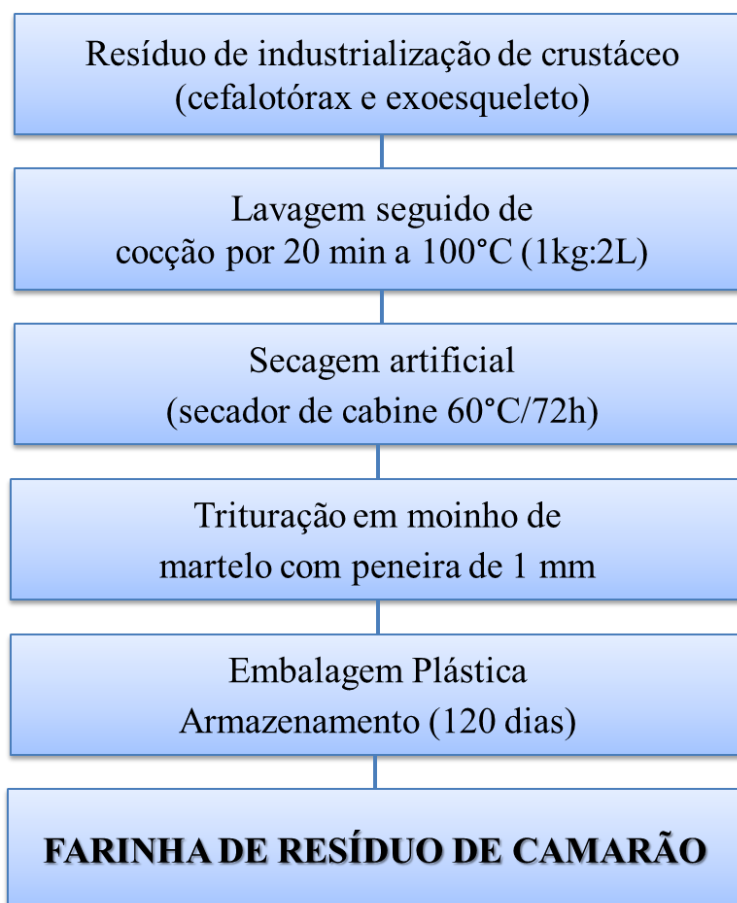 Resíduo de industrialização de crustáceo
(cefalotórax e exoesqueleto)
Lavagem seguido de
cocção por 20 min a 100°C (1kg:2L)
Secagem artificial
(secador de cabine 60°C/72h)
Trituração em moinho de
martelo com peneira de 1 mm
Embalagem Plástica
Armazenamento (120 dias)
FARINHA DE RESÍDUO DE CAMARÃO